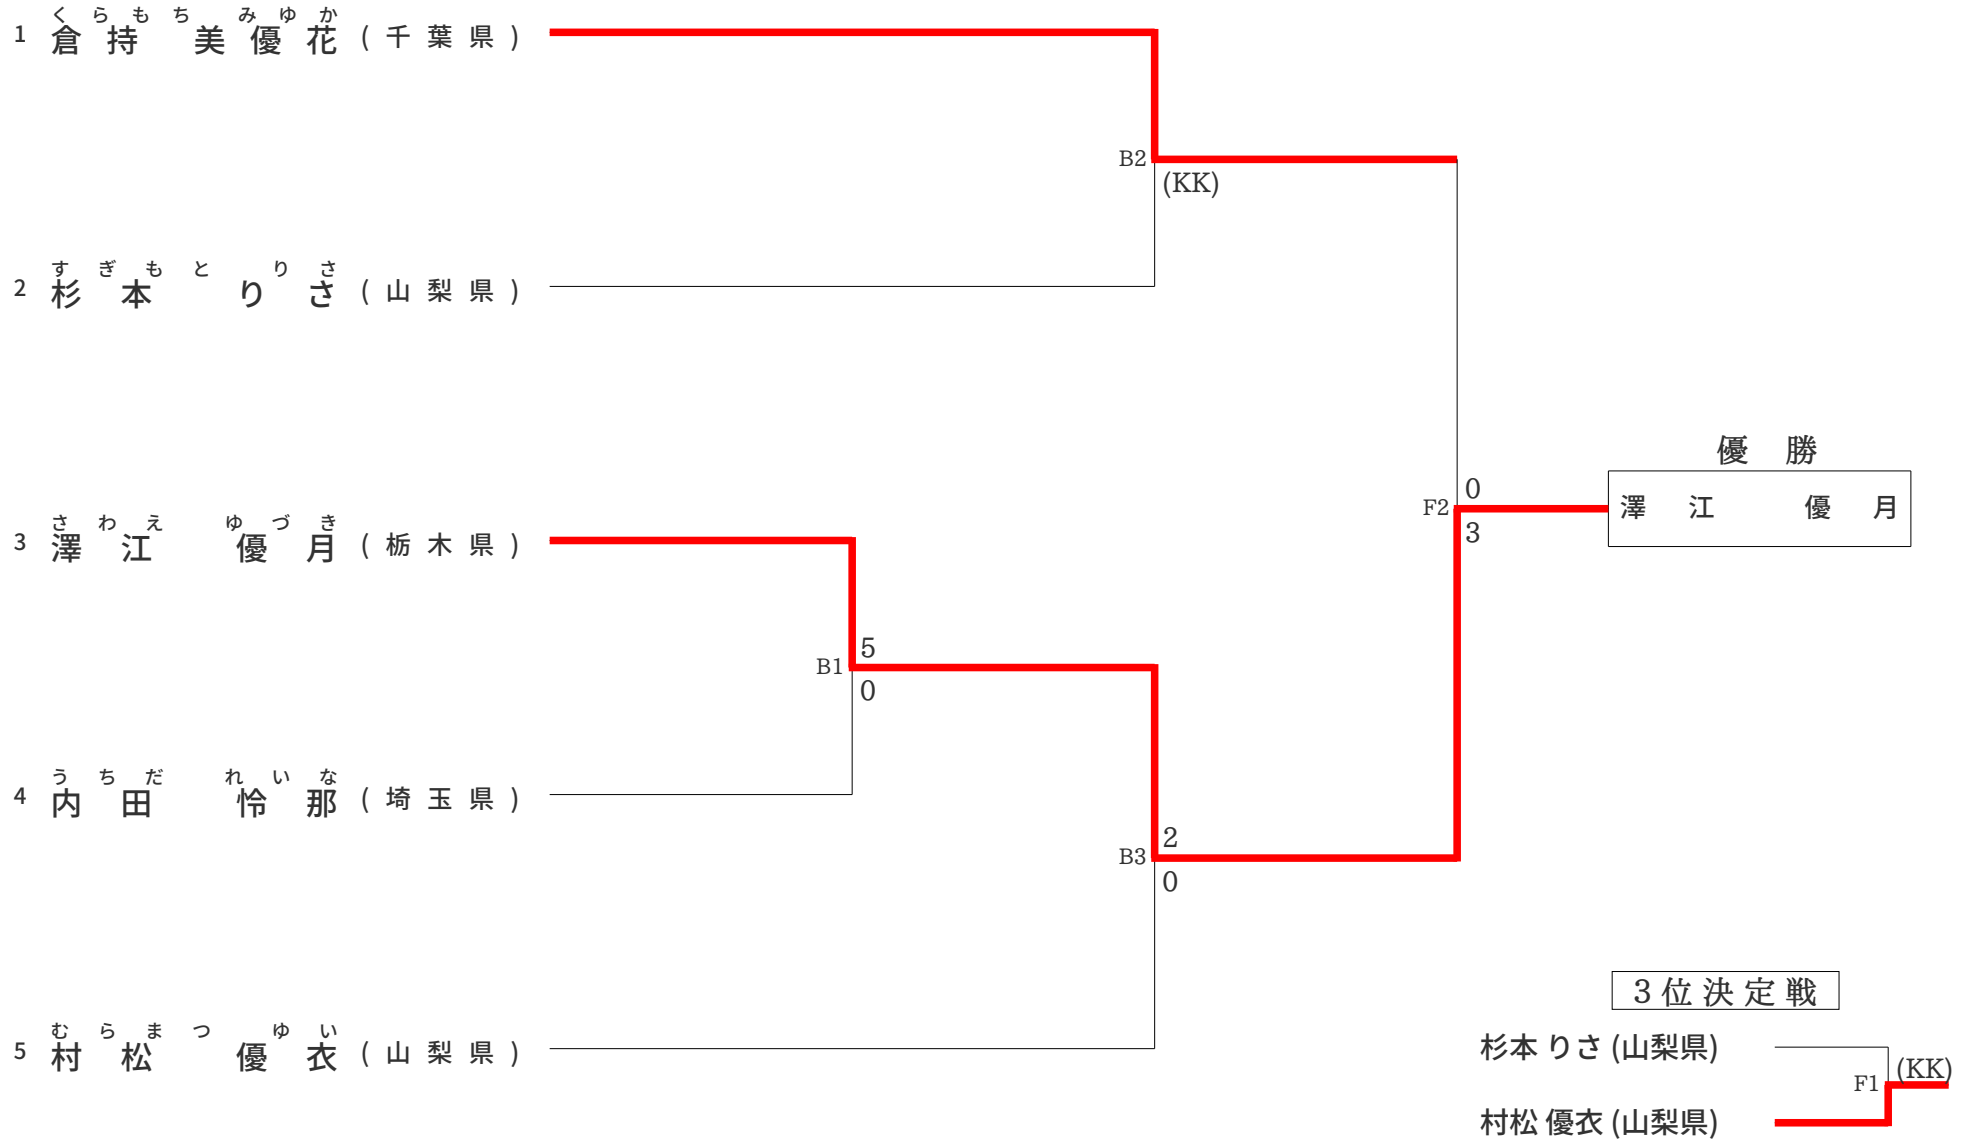 くらもち みゆか
1 倉持 美優花 (千葉県)
B2
(KK)
すぎもと りさ
2 杉本 りさ (山梨県)
優勝
0
F2
澤江 優月
3
さわえ ゆづき
3 澤江 優月 (栃木県)
5
B1
0
うちだ れいな
4 内田 怜那 (埼玉県)
2
B3
0
3位決定戦
むらまつ ゆい
5 村松 優衣 (山梨県)
杉本 りさ (山梨県)
(KK)
F1
村松 優衣 (山梨県)